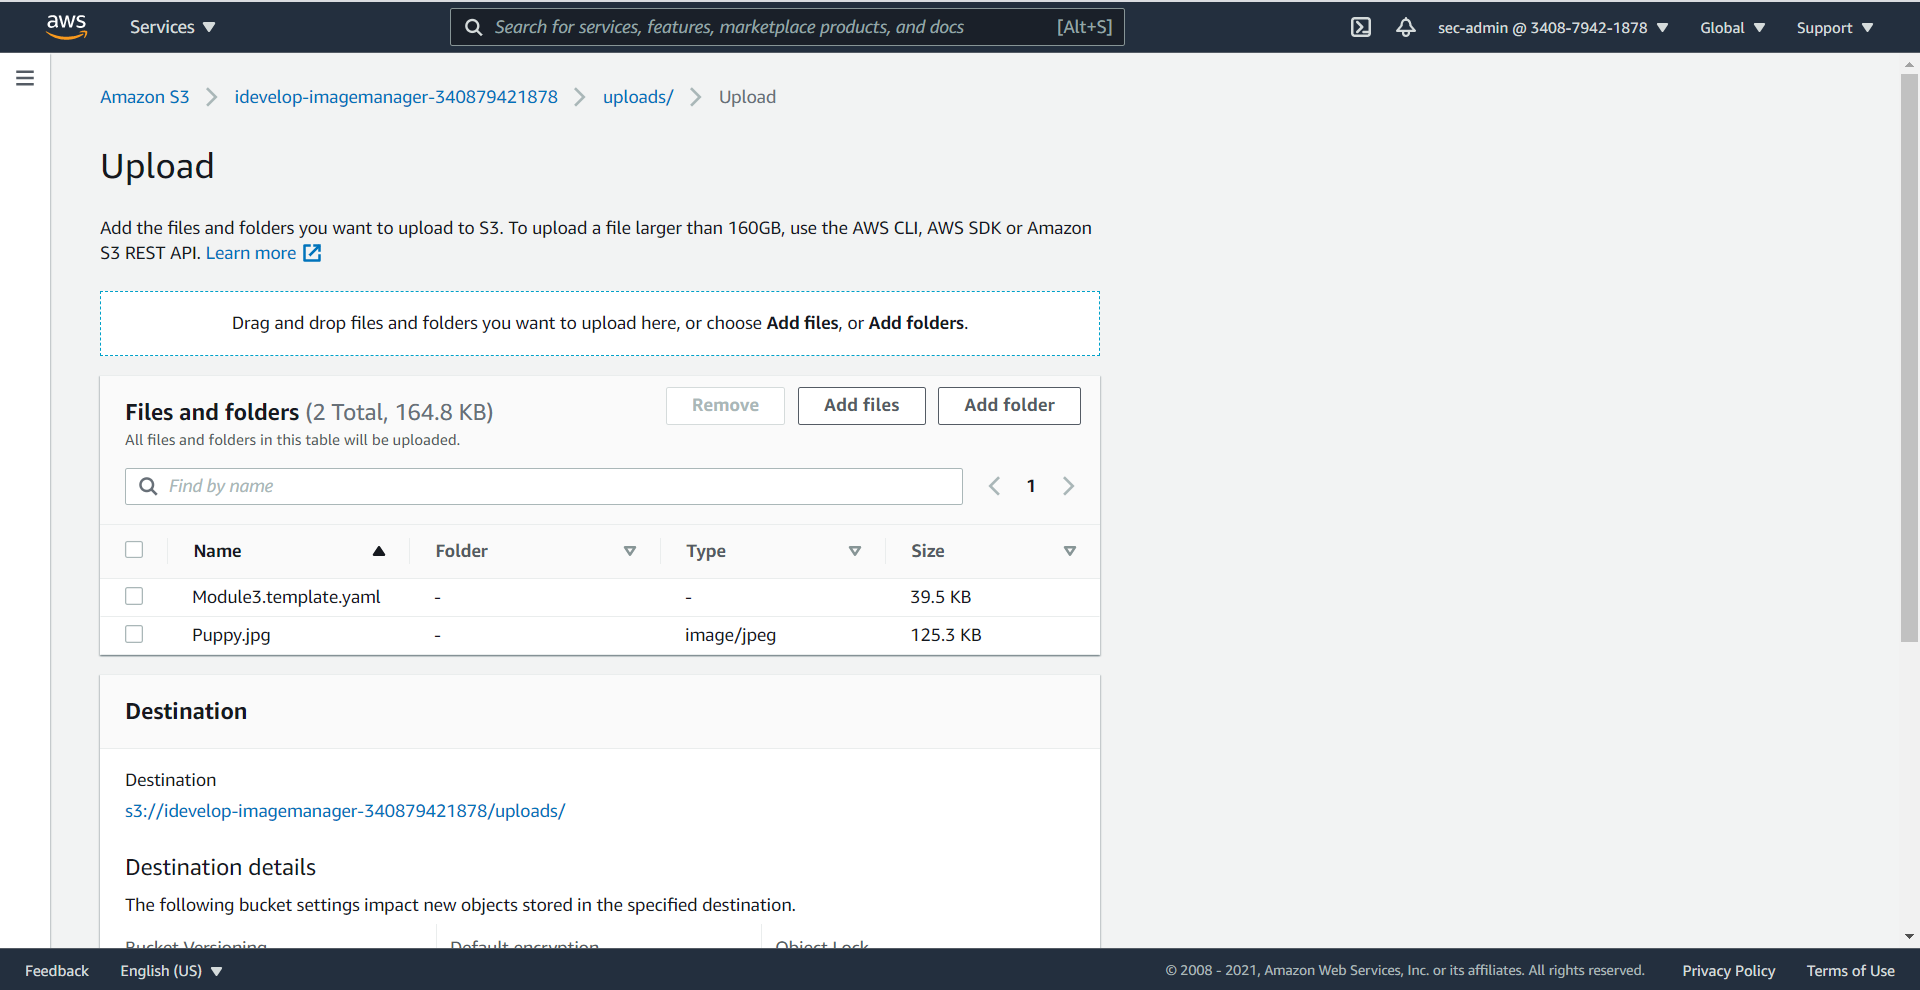 aws Services Search for services, features, marketplace products, and docs [Alt+S] sec-admin @ 3408-7942-1878 Global Support
Amazon S3 idevelop-imagemanager-340879421878 uploads/ Upload
Upload
Add the files and folders you want to upload to S3. To upload a file larger than 160GB, use the AWS CLI, AWS SDK or Amazon
S3 REST API. Learn more
Drag and drop files and folders you want to upload here, or choose Add files, or Add folders.
Files and folders (2 Total, 164.8 KB) Remove Add files Add folder
All files and folders in this table will be uploaded.
Find by name 1
Name Folder Type Size
Module3.template.yaml - - 39.5 KB
Puppy.jpg - image/jpeg 125.3 KB
Destination
Destination
s3://idevelop-imagemanager-340879421878/uploads/
Destination details
The following bucket settings impact new objects stored in the specified destination.
Bucket Versioning Default encryption Object Lock
Feedback English (US) © 2008 - 2021, Amazon Web Services, Inc. or its affiliates. All rights reserved. Privacy Policy Terms of Use